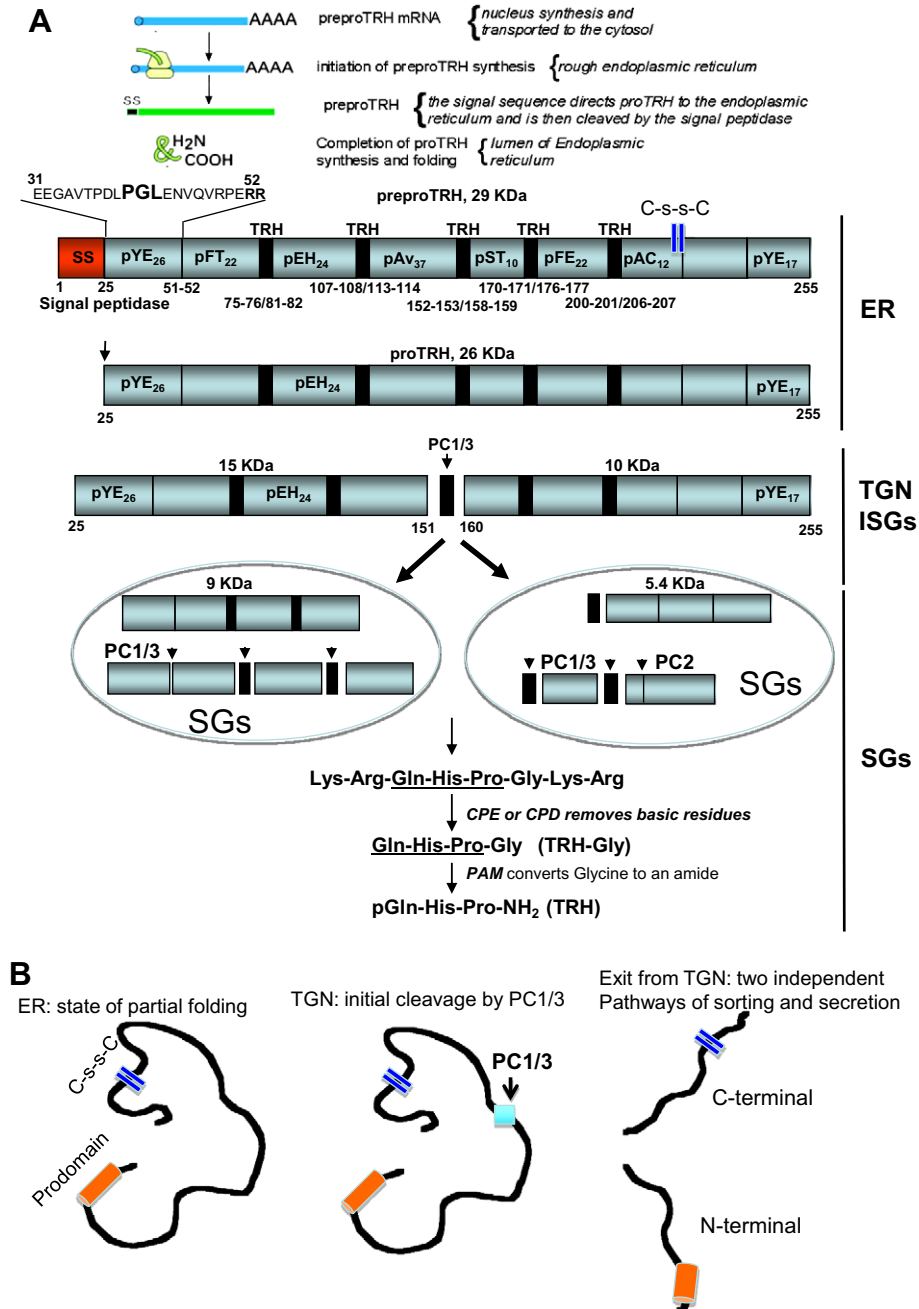 A
AAAA preproTRH mRNA { nucleus synthesis and
transported to the cytosol
AAAA initiation of preproTRH synthesis { rough endoplasmic reticulum
SS
preproTRH { the signal sequence directs proTRH to the endoplasmic
reticulum and is then cleaved by the signal peptidase
H2N
COOH
Completion of proTRH
synthesis and folding { lumen of Endoplasmic
reticulum
31 52
EEGAVTPDLPGLENVQVRPERR
preproTRH, 29 KDa
C-s-s-C
TRH TRH TRH TRH TRH
SS pYE26 pFT22 pEH24 pAv37 pST10 pFE22 pAC12 pYE17
1 25 51-52 107-108/113-114 170-171/176-177 255
Signal peptidase 75-76/81-82 152-153/158-159 200-201/206-207
ER
proTRH, 26 KDa
pYE26 pEH24 pYE17
25 255
PC1/3
15 KDa 10 KDa
pYE26 pEH24 pYE17
25 151 160 255
TGN
ISGs
9 KDa
PC1/3
SGs
5.4 KDa
PC1/3 PC2
SGs
SGs
Lys-Arg-Gln-His-Pro-Gly-Lys-Arg
CPE or CPD removes basic residues
Gln-His-Pro-Gly (TRH-Gly)
PAM converts Glycine to an amide
pGln-His-Pro-NH2 (TRH)
B
ER: state of partial folding
C-s-s-C
Prodomain
TGN: initial cleavage by PC1/3
PC1/3
Exit from TGN: two independent
Pathways of sorting and secretion
C-terminal
N-terminal